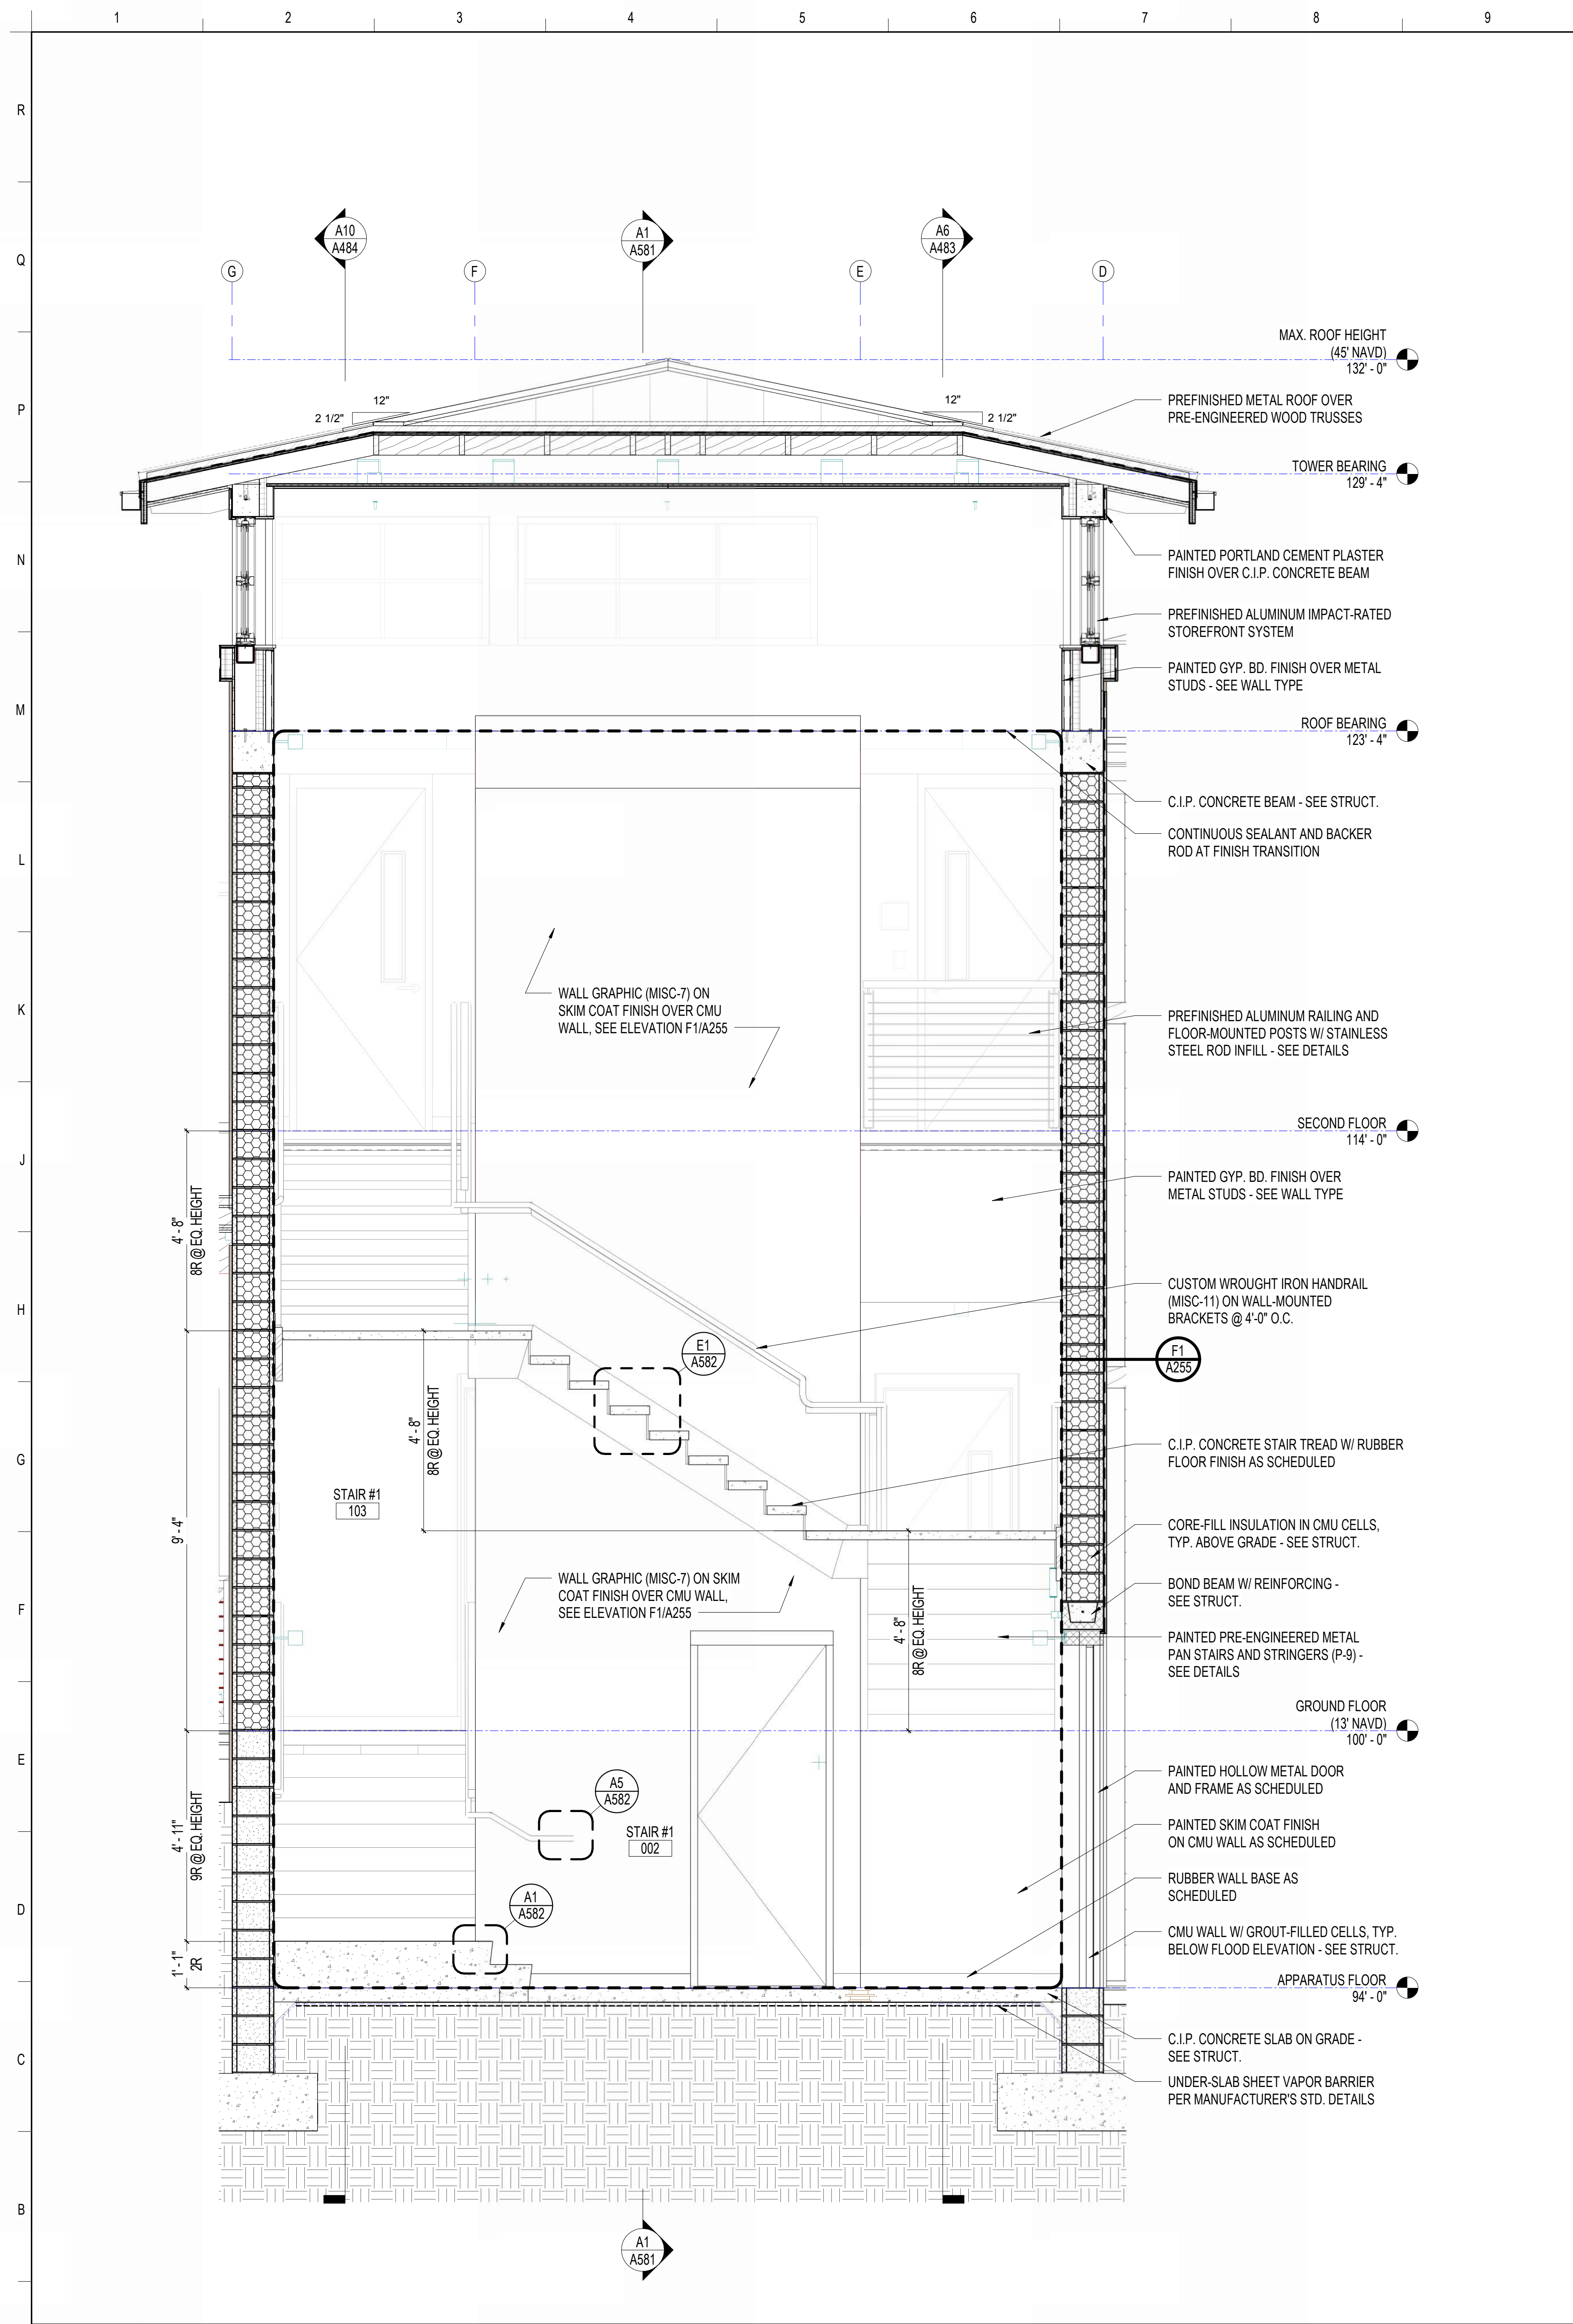 1 2 3 4 5 6 7 8 9
R
Q
P
N
M
L
K
J
H
G
F
E
D
C
B
A10
A484
A1
A581
A6
A483
G
F
E
D
MAX. ROOF HEIGHT
(45' NAVD)
132' - 0"
12"
2 1/2"
12"
2 1/2"
PREFINISHED METAL ROOF OVER
PRE-ENGINEERED WOOD TRUSSES
TOWER BEARING
129' - 4"
PAINTED PORTLAND CEMENT PLASTER
FINISH OVER C.I.P. CONCRETE BEAM
PREFINISHED ALUMINUM IMPACT-RATED
STOREFRONT SYSTEM
PAINTED GYP. BD. FINISH OVER METAL
STUDS - SEE WALL TYPE
ROOF BEARING
123' - 4"
C.I.P. CONCRETE BEAM - SEE STRUCT.
CONTINUOUS SEALANT AND BACKER
ROD AT FINISH TRANSITION
WALL GRAPHIC (MISC-7) ON
SKIM COAT FINISH OVER CMU
WALL, SEE ELEVATION F1/A255
PREFINISHED ALUMINUM RAILING AND
FLOOR-MOUNTED POSTS W/ STAINLESS
STEEL ROD INFILL - SEE DETAILS
SECOND FLOOR
114' - 0"
PAINTED GYP. BD. FINISH OVER
METAL STUDS - SEE WALL TYPE
4' - 8"
8R @ EQ. HEIGHT
CUSTOM WROUGHT IRON HANDRAIL
(MISC-11) ON WALL-MOUNTED
BRACKETS @ 4'-0" O.C.
E1
A582
F1
A255
4' - 8"
8R @ EQ. HEIGHT
C.I.P. CONCRETE STAIR TREAD W/ RUBBER
FLOOR FINISH AS SCHEDULED
STAIR #1
103
9' - 4"
CORE-FILL INSULATION IN CMU CELLS,
TYP. ABOVE GRADE - SEE STRUCT.
WALL GRAPHIC (MISC-7) ON SKIM
COAT FINISH OVER CMU WALL,
SEE ELEVATION F1/A255
BOND BEAM W/ REINFORCING -
SEE STRUCT.
4' - 8"
8R @ EQ. HEIGHT
PAINTED PRE-ENGINEERED METAL
PAN STAIRS AND STRINGERS (P-9) -
SEE DETAILS
GROUND FLOOR
(13' NAVD)
100' - 0"
PAINTED HOLLOW METAL DOOR
AND FRAME AS SCHEDULED
A5
A582
4' - 11"
9R @ EQ. HEIGHT
STAIR #1
002
PAINTED SKIM COAT FINISH
ON CMU WALL AS SCHEDULED
RUBBER WALL BASE AS
SCHEDULED
A1
A582
1' - 1"
2R
CMU WALL W/ GROUT-FILLED CELLS, TYP.
BELOW FLOOD ELEVATION - SEE STRUCT.
APPARATUS FLOOR
94' - 0"
C.I.P. CONCRETE SLAB ON GRADE -
SEE STRUCT.
UNDER-SLAB SHEET VAPOR BARRIER
PER MANUFACTURER'S STD. DETAILS
A1
A581